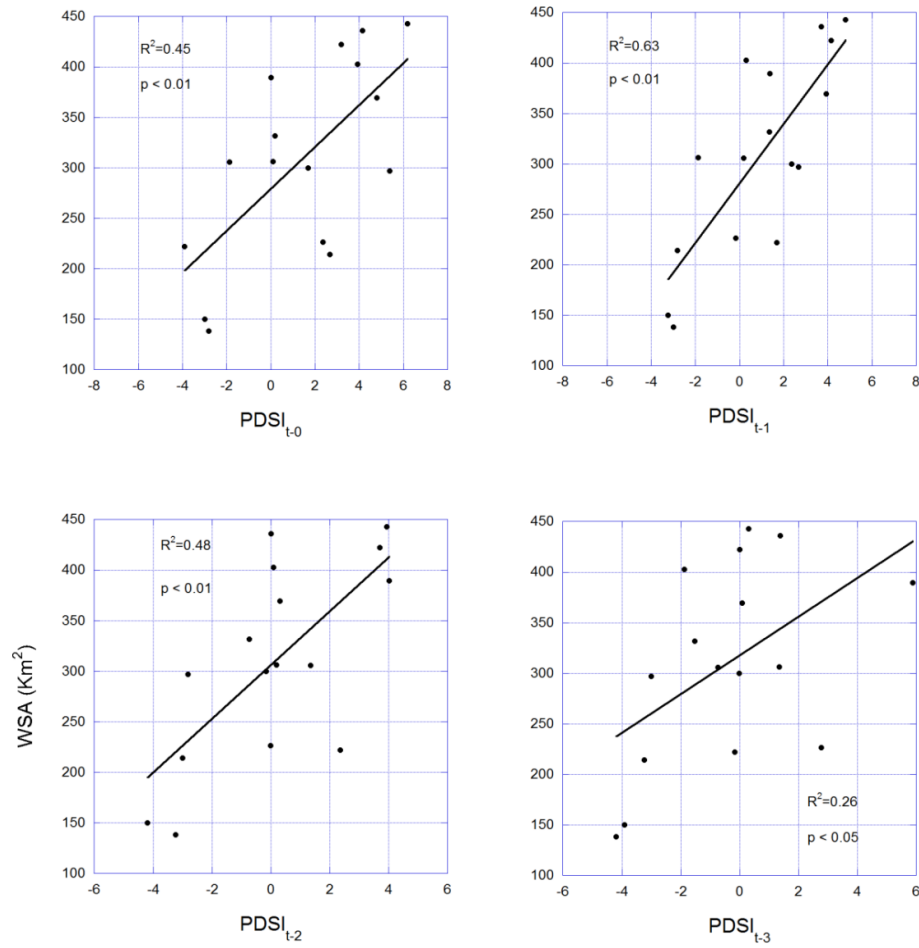 450
400
350
300
250
200
150
100
R²=0.45
p < 0.01
-8 -6 -4 -2 0 2 4 6 8
PDSIₜ₋₀
450
400
350
300
250
200
150
100
R²=0.63
p < 0.01
-8 -6 -4 -2 0 2 4 6 8
PDSIₜ₋₁
WSA (Km²)
450
400
350
300
250
200
150
100
R²=0.48
p < 0.01
-6 -4 -2 0 2 4 6
PDSIₜ₋₂
450
400
350
300
250
200
150
100
R²=0.26
p < 0.05
-6 -4 -2 0 2 4 6
PDSIₜ₋₃